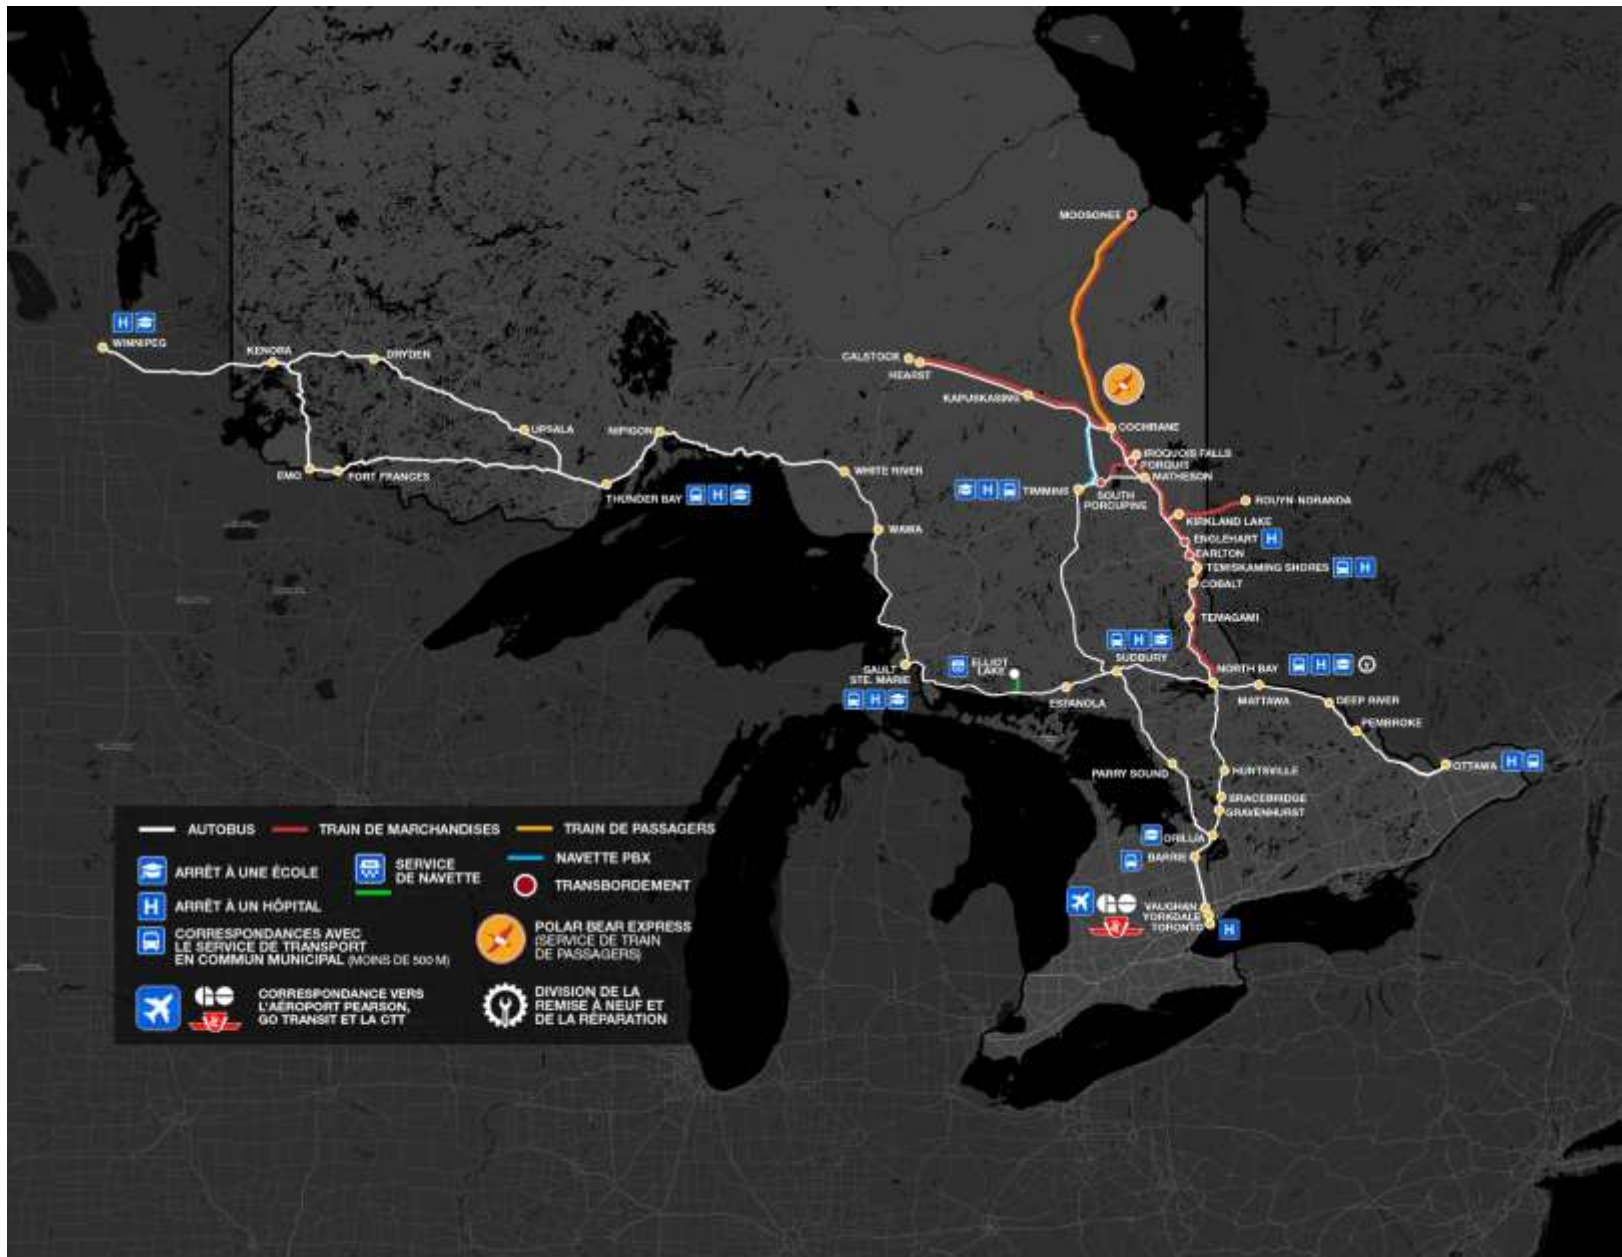 MOOSONEE
WINNIPEG
KENORA
DRYDEN
CALSTOCK
HEARST
KAPUSKASING
COCHRANE
UPSALA
NIPIGON
IROQUOIS FALLS
PORQUIS
MATHESON
EMO
FORT FRANCES
WHITE RIVER
THUNDER BAY
TIMMINS
SOUTH
PORCUPINE
ROUYN-NORANDA
KIRKLAND LAKE
WAWA
ENGLEHART
EARLTON
TEMISKAMING SHORES
COBALT
TEMAGAMI
SAULT
STE. MARIE
ELLIOT
LAKE
SUDBURY
NORTH BAY
ESPANOLA
MATTAWA
DEEP RIVER
PEMBROKE
OTTAWA
PARRY SOUND
HUNTSVILLE
BRACEBRIDGE
GRAVENHURST
ORILLIA
BARRIE
VAUGHAN
YORKDALE
TORONTO
AUTOBUS
TRAIN DE MARCHANDISES
TRAIN DE PASSAGERS
ARRÊT À UNE ÉCOLE
SERVICE
DE NAVETTE
NAVETTE PBX
TRANSBORDEMENT
H ARRÊT À UN HÔPITAL
CORRESPONDANCES AVEC
LE SERVICE DE TRANSPORT
EN COMMUN MUNICIPAL (MOINS DE 500 M)
POLAR BEAR EXPRESS
(SERVICE DE TRAIN
DE PASSAGERS)
GO
CORRESPONDANCE VERS
L'AÉROPORT PEARSON,
GO TRANSIT ET LA CTT
DIVISION DE LA
REMISE À NEUF ET
DE LA RÉPARATION